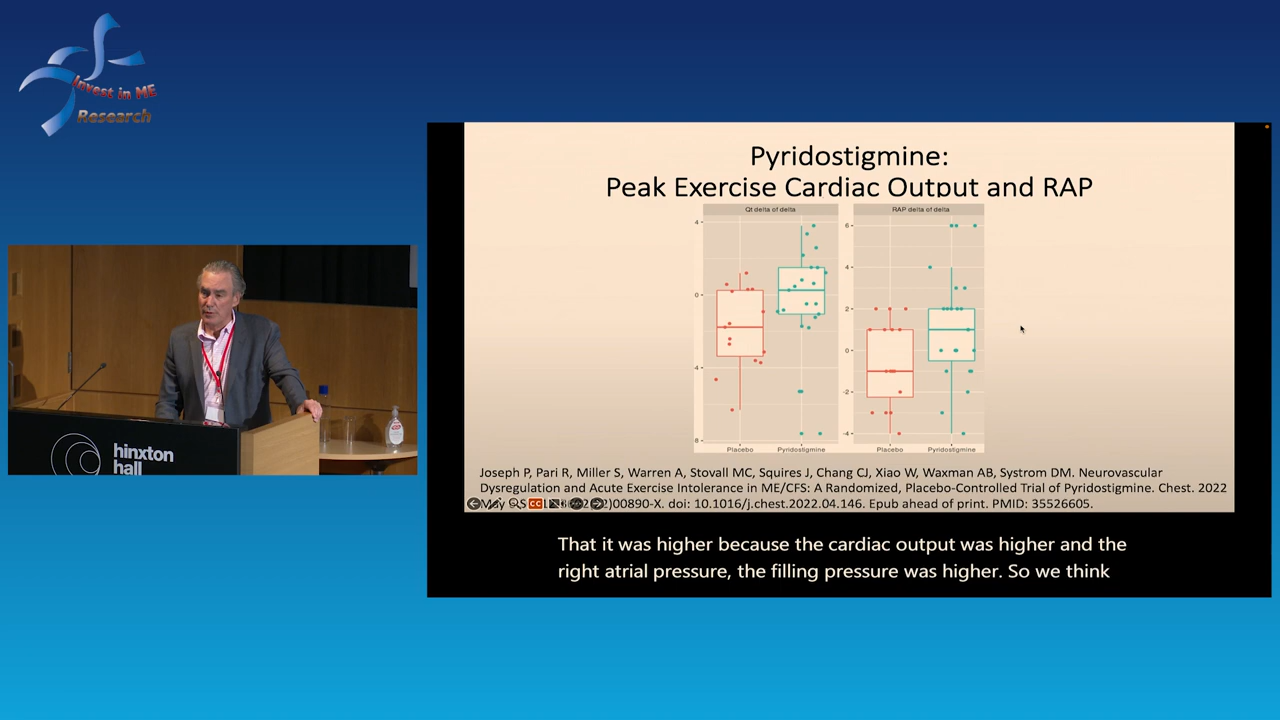 Invest in ME
Research
hinxton
hall
Pyridostigmine:
Peak Exercise Cardiac Output and RAP
Qt delta of delta
RAP delta of delta
4
0
4
8
Placebo
Pyridostigmine
6
4
2
0
-2
-4
Placebo
Pyridostigmine
Joseph P, Pari R, Miller S, Warren A, Stovall MC, Squires J, Chang CJ, Xiao W, Waxman AB, Systrom DM. Neurovascular
Dysregulation and Acute Exercise Intolerance in ME/CFS: A Randomized, Placebo-Controlled Trial of Pyridostigmine. Chest. 2022
May 00890-X. doi: 10.1016/j.chest.2022.04.146. Epub ahead of print. PMID: 35526605.
CC
That it was higher because the cardiac output was higher and the
right atrial pressure, the filling pressure was higher. So we think